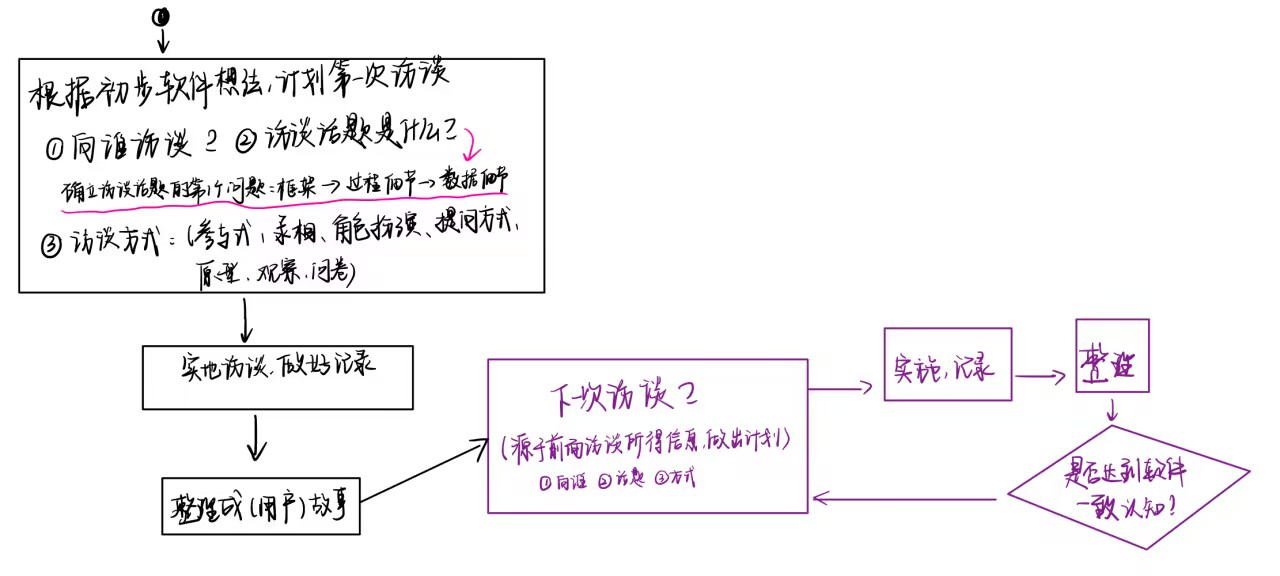 根据初步软件想法,计划第一次访谈
①向谁访谈? ②访谈话题是什么?
确立访谈话题的第1个问题:框架→过程细节→数据细节
③访谈方式:(参与式,亲相、角色扮演、提问方式,
原型、观察、问卷)
实地访谈、做好记录
整理成(用户)故事
下次访谈?
(源于前面访谈所得信息,做出计划)
①向谁 ②话题 ③方式
实施,记录
整理
是否达到软件
一致认知?